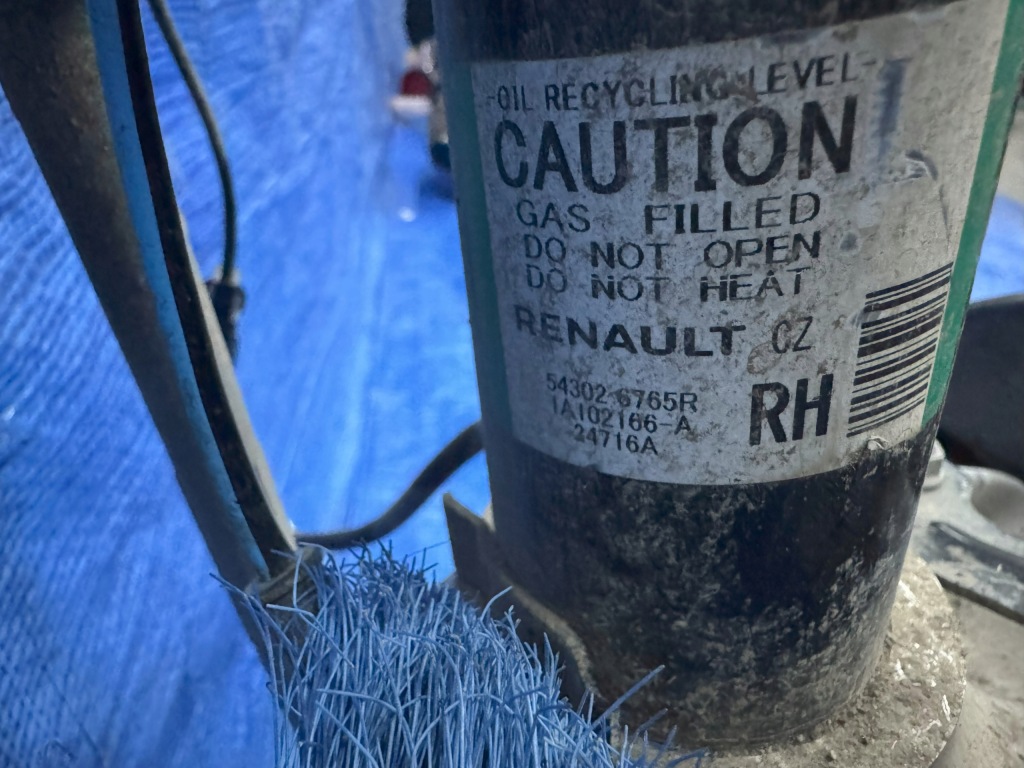 -OIL RECYCLING LEVEL-
CAUTION
GAS FILLED
DO NOT OPEN
DO NOT HEAT
RENAULT CZ
54302 6765R
1A102166-A
24716A
RH